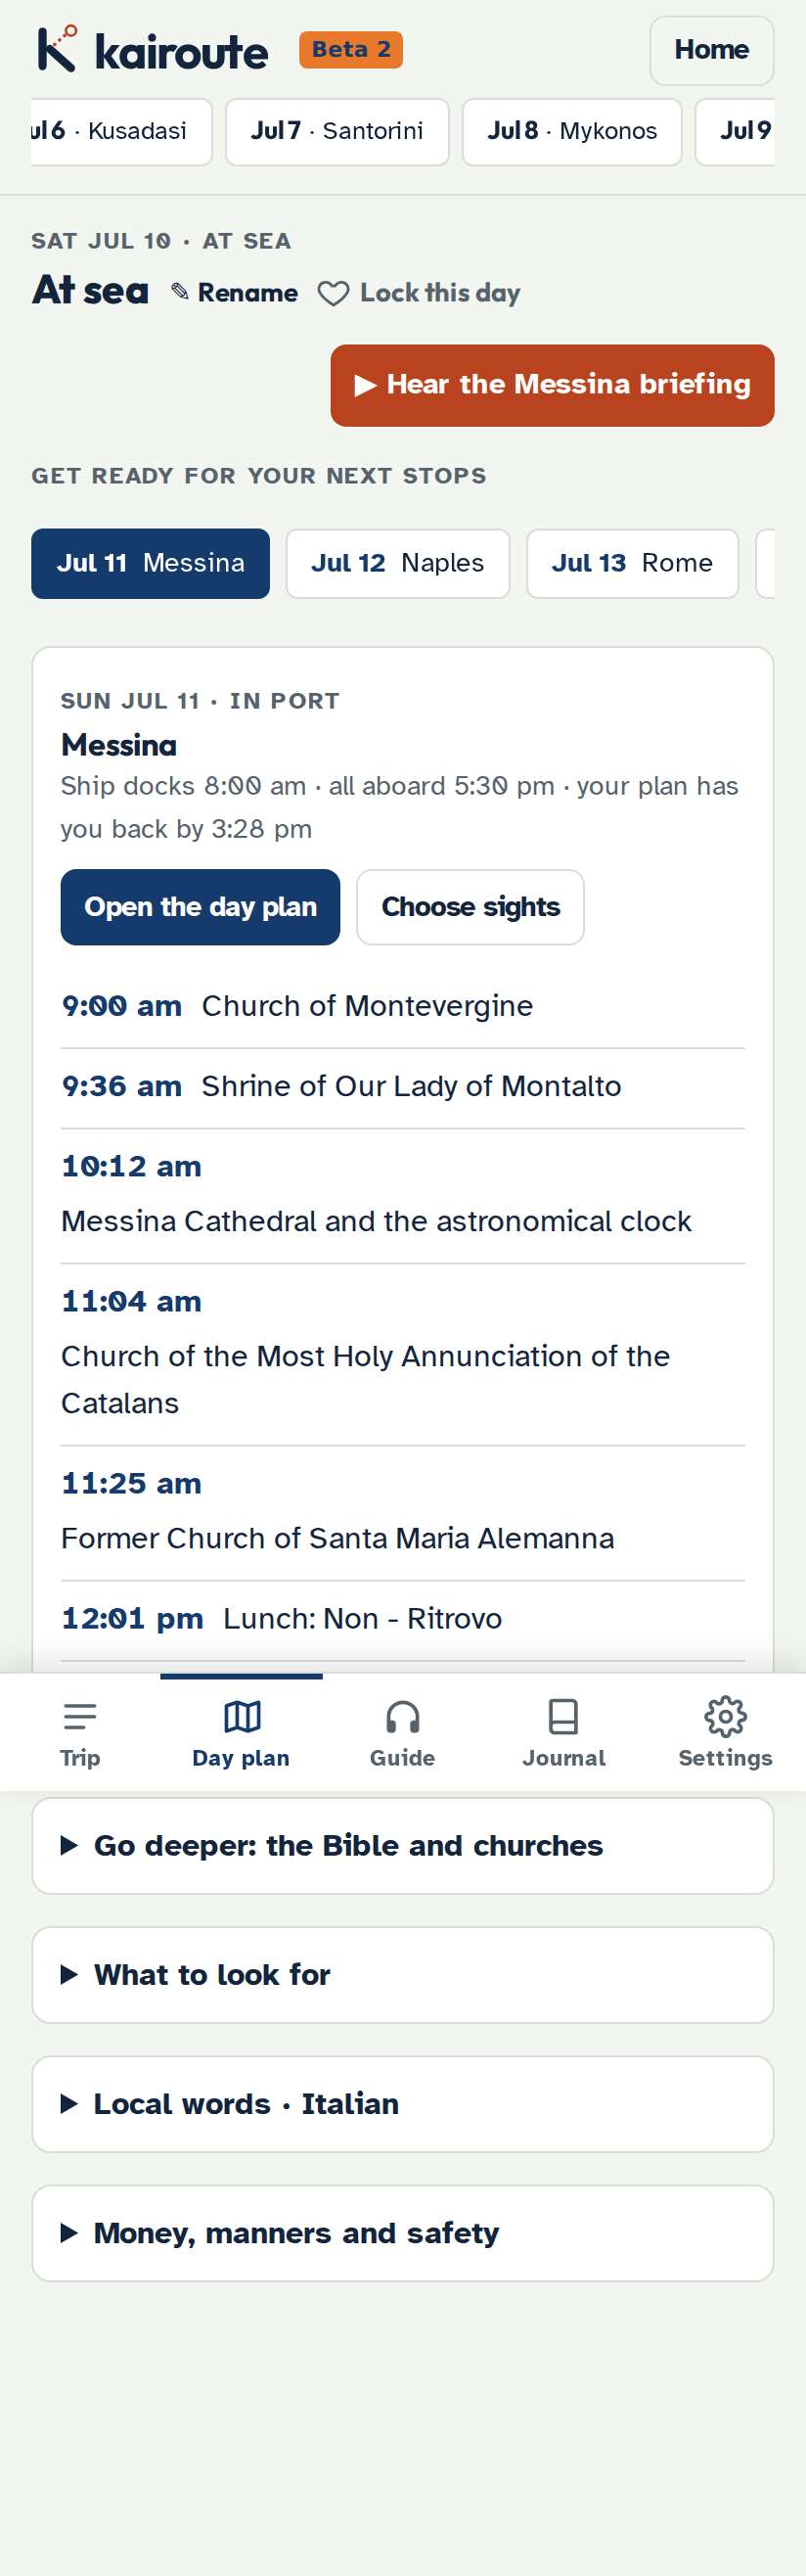 kairoute Beta 2 Home
ul 6 · Kusadasi Jul 7 · Santorini Jul 8 · Mykonos Jul 9
SAT JUL 10 · AT SEA
At sea ✎ Rename Lock this day
▶ Hear the Messina briefing
GET READY FOR YOUR NEXT STOPS
Jul 11 Messina Jul 12 Naples Jul 13 Rome
SUN JUL 11 · IN PORT
Messina
Ship docks 8:00 am · all aboard 5:30 pm · your plan has
you back by 3:28 pm
Open the day plan Choose sights
9:00 am Church of Montevergine
9:36 am Shrine of Our Lady of Montalto
10:12 am
Messina Cathedral and the astronomical clock
11:04 am
Church of the Most Holy Annunciation of the
Catalans
11:25 am
Former Church of Santa Maria Alemanna
12:01 pm Lunch: Non - Ritrovo
Trip Day plan Guide Journal Settings
▶ Go deeper: the Bible and churches
▶ What to look for
▶ Local words · Italian
▶ Money, manners and safety